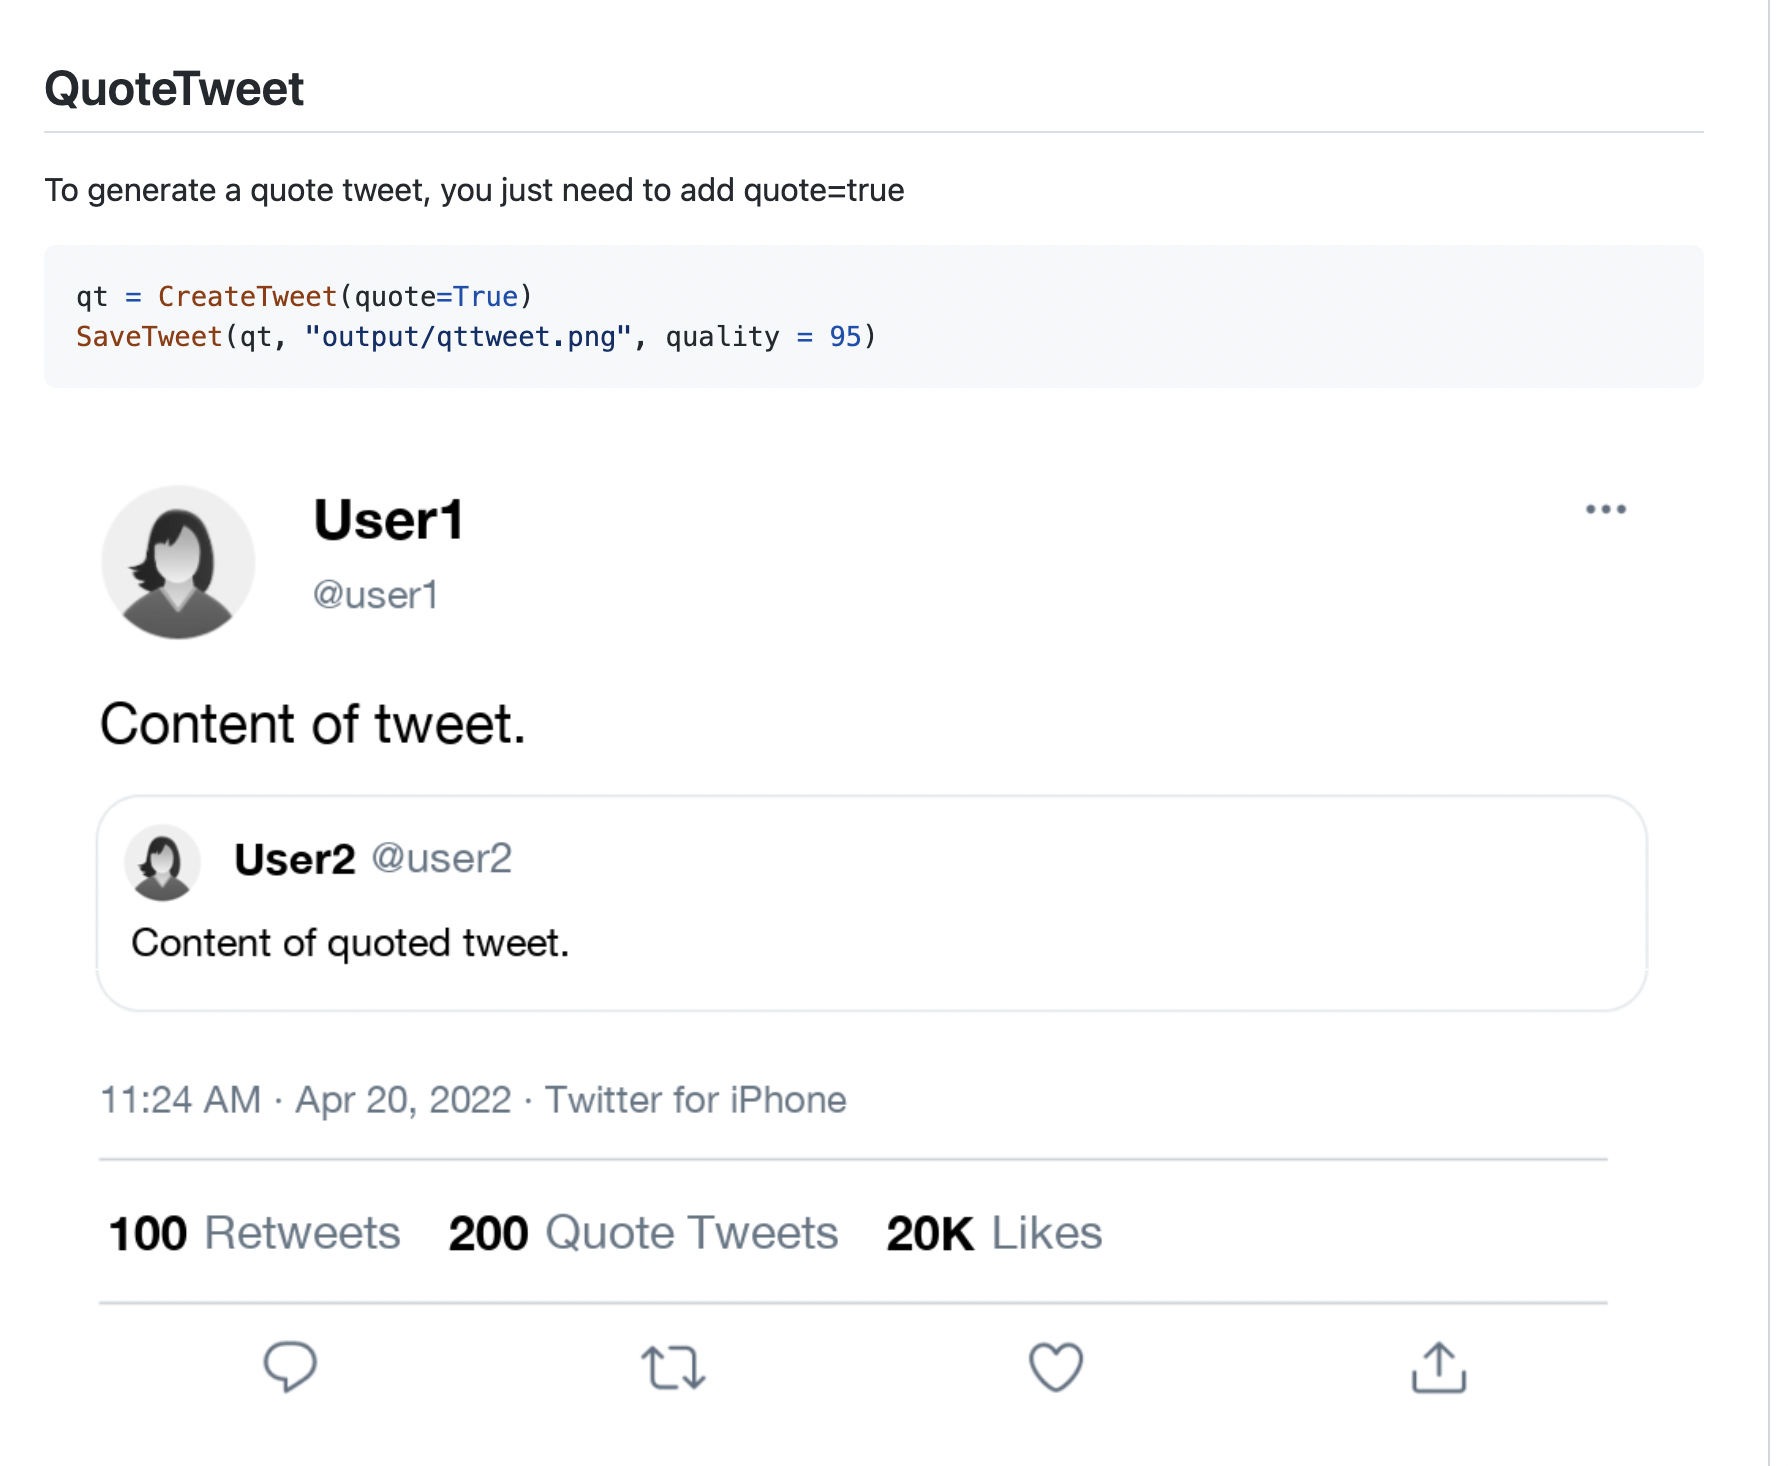 QuoteTweet
To generate a quote tweet, you just need to add quote=true
qt = CreateTweet(quote=True)
SaveTweet(qt, "output/qttweet.png", quality = 95)
User1
@user1
Content of tweet.
User2 @user2
Content of quoted tweet.
11:24 AM · Apr 20, 2022 · Twitter for iPhone
100 Retweets 200 Quote Tweets 20K Likes